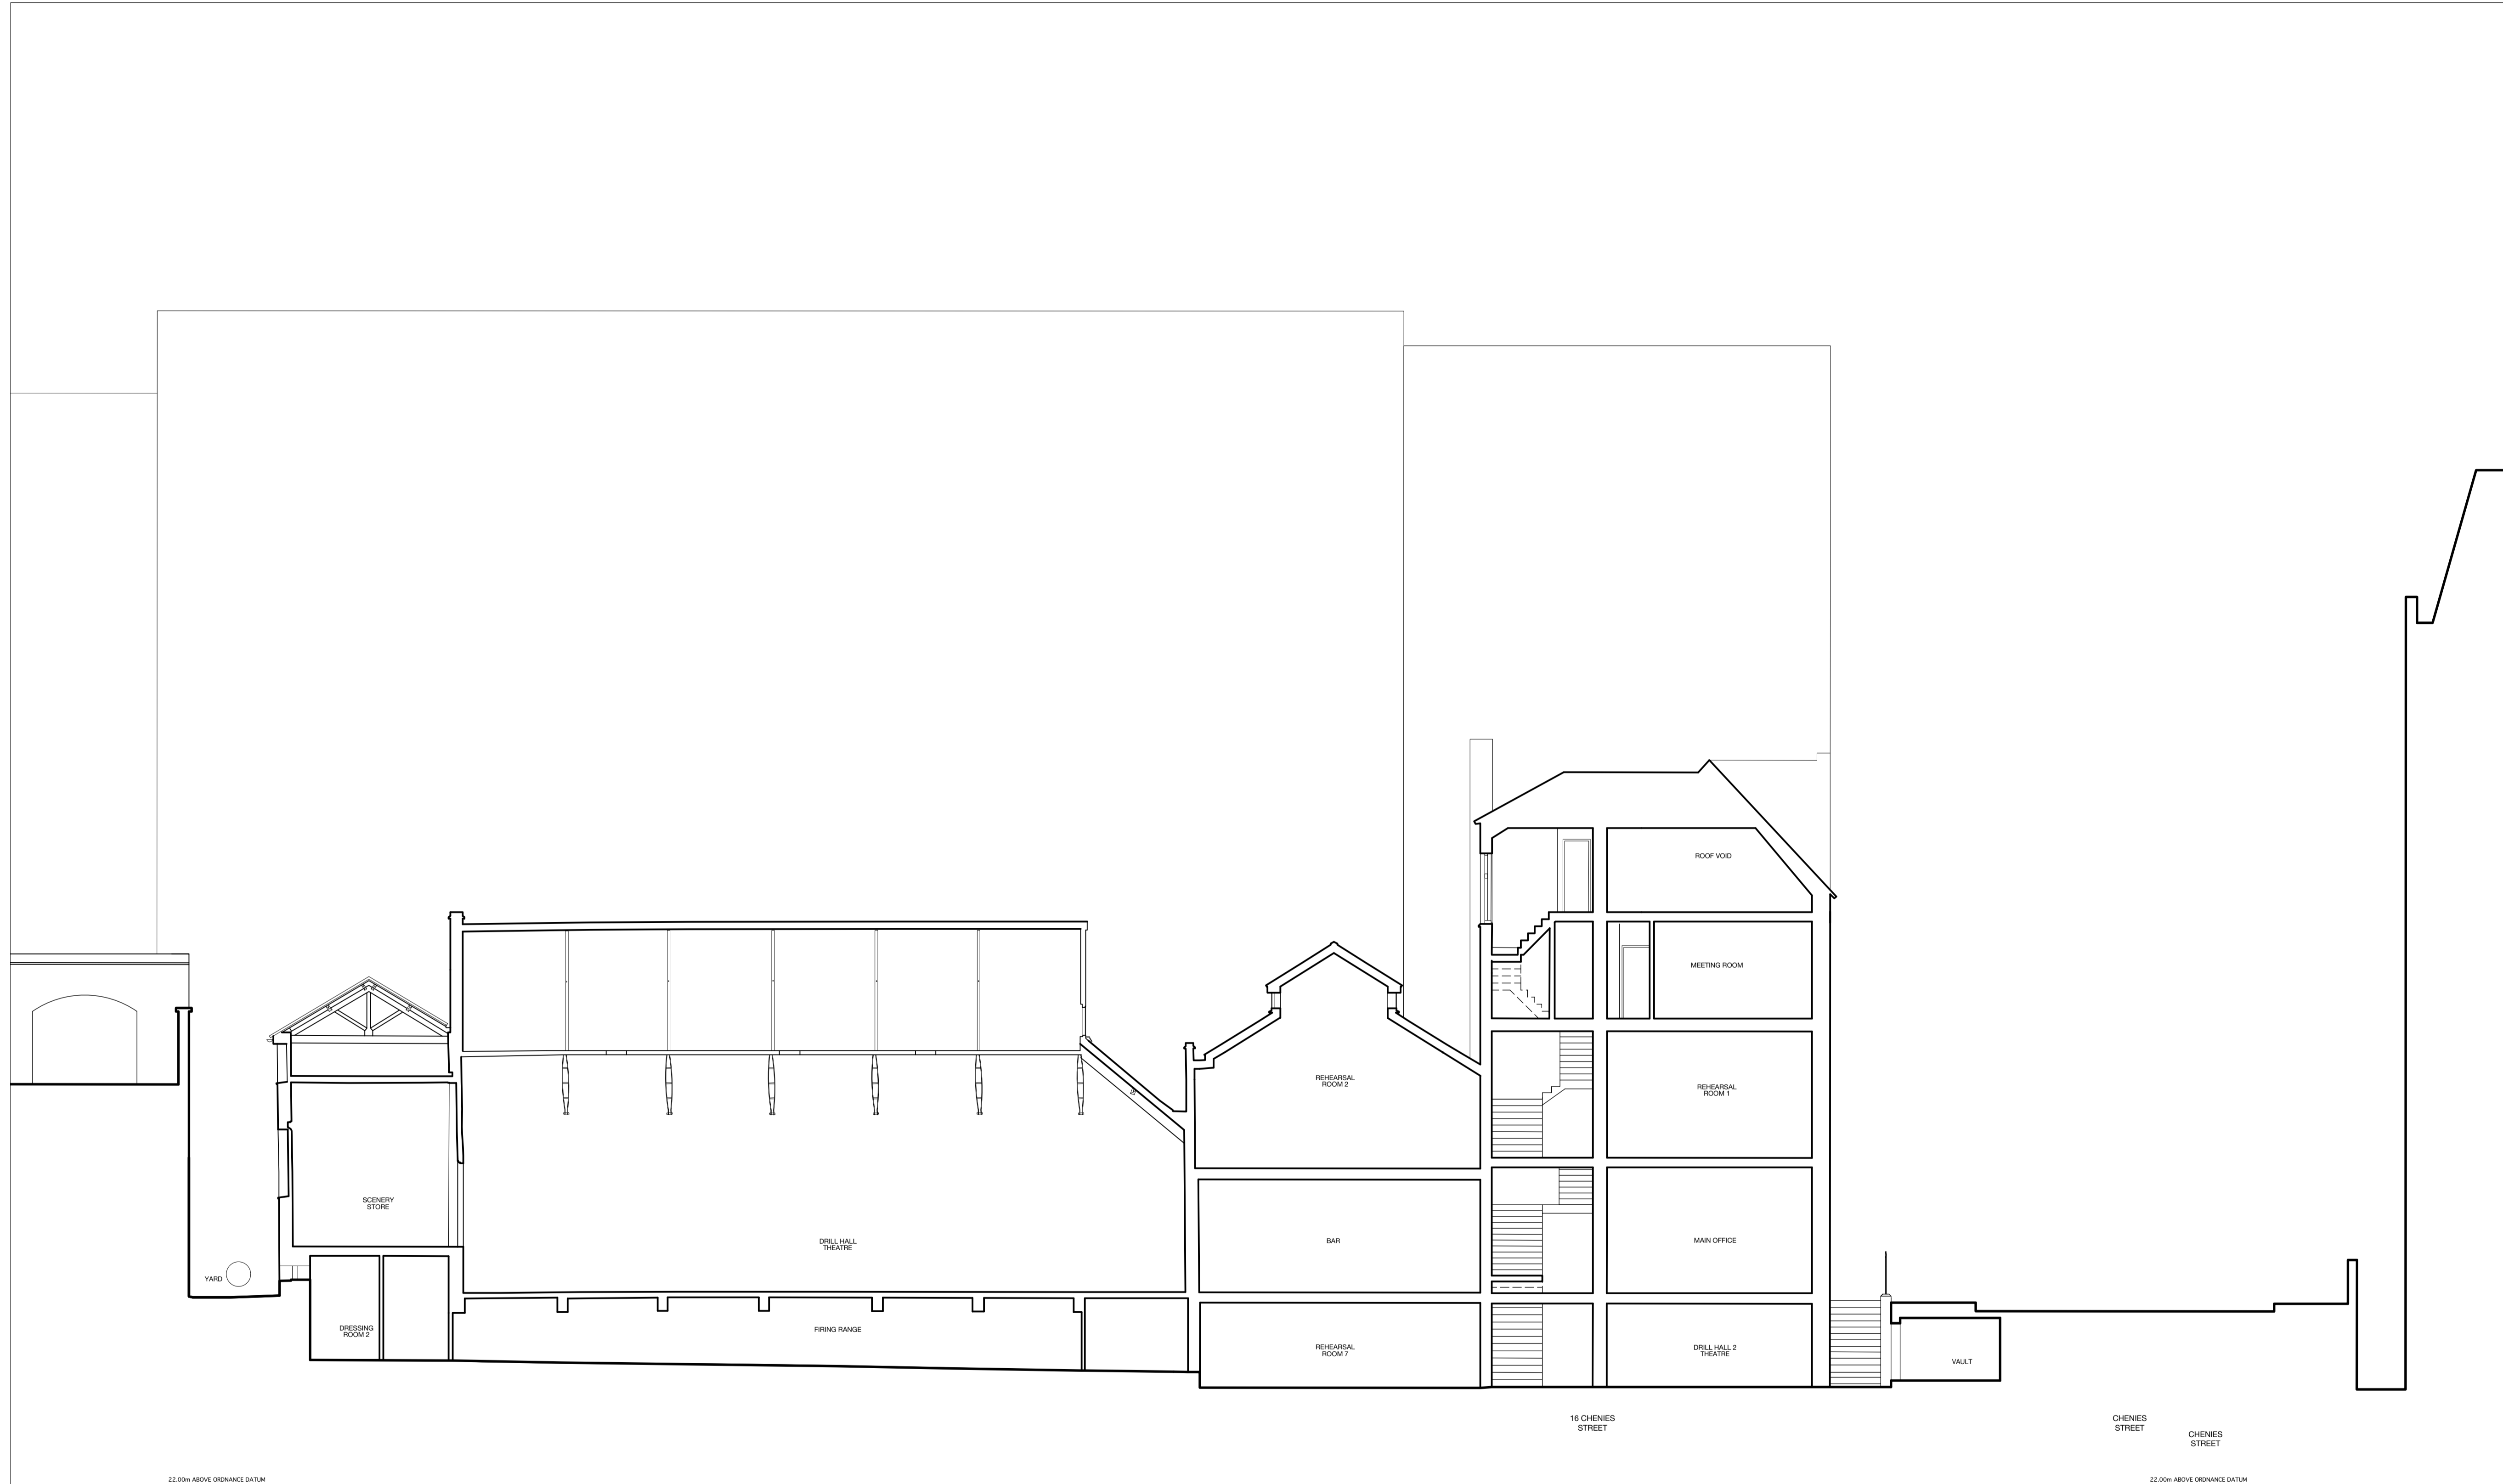 ROOF VOID
MEETING ROOM
REHEARSAL
ROOM 2
REHEARSAL
ROOM 1
SCENERY
STORE
DRILL HALL
THEATRE
BAR
MAIN OFFICE
YARD
DRESSING
ROOM 2
FIRING RANGE
REHEARSAL
ROOM 7
DRILL HALL 2
THEATRE
VAULT
16 CHENIES
STREET
CHENIES
STREET
CHENIES
STREET
22.00m ABOVE ORDNANCE DATUM
22.00m ABOVE ORDNANCE DATUM